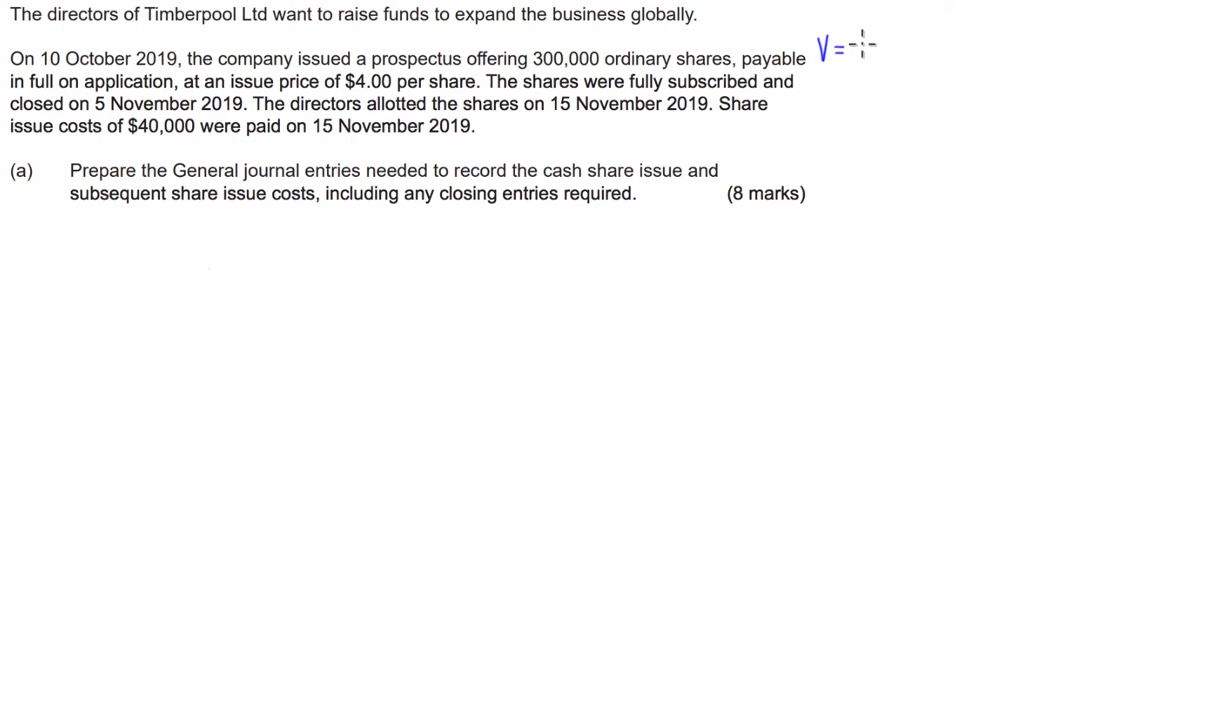 The directors of Timberpool Ltd want to raise funds to expand the business globally.
On 10 October 2019, the company issued a prospectus offering 300,000 ordinary shares, payable V=
in full on application, at an issue price of $4.00 per share. The shares were fully subscribed and
closed on 5 November 2019. The directors allotted the shares on 15 November 2019. Share
issue costs of $40,000 were paid on 15 November 2019.
(a) Prepare the General journal entries needed to record the cash share issue and
subsequent share issue costs, including any closing entries required. (8 marks)